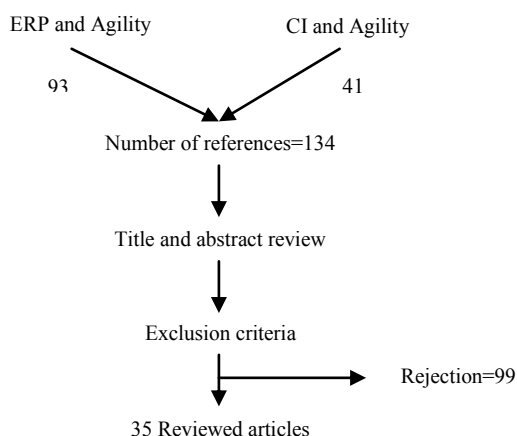 ERP and Agility
CI and Agility
93
41
Number of references=134
Title and abstract review
Exclusion criteria
Rejection=99
35 Reviewed articles